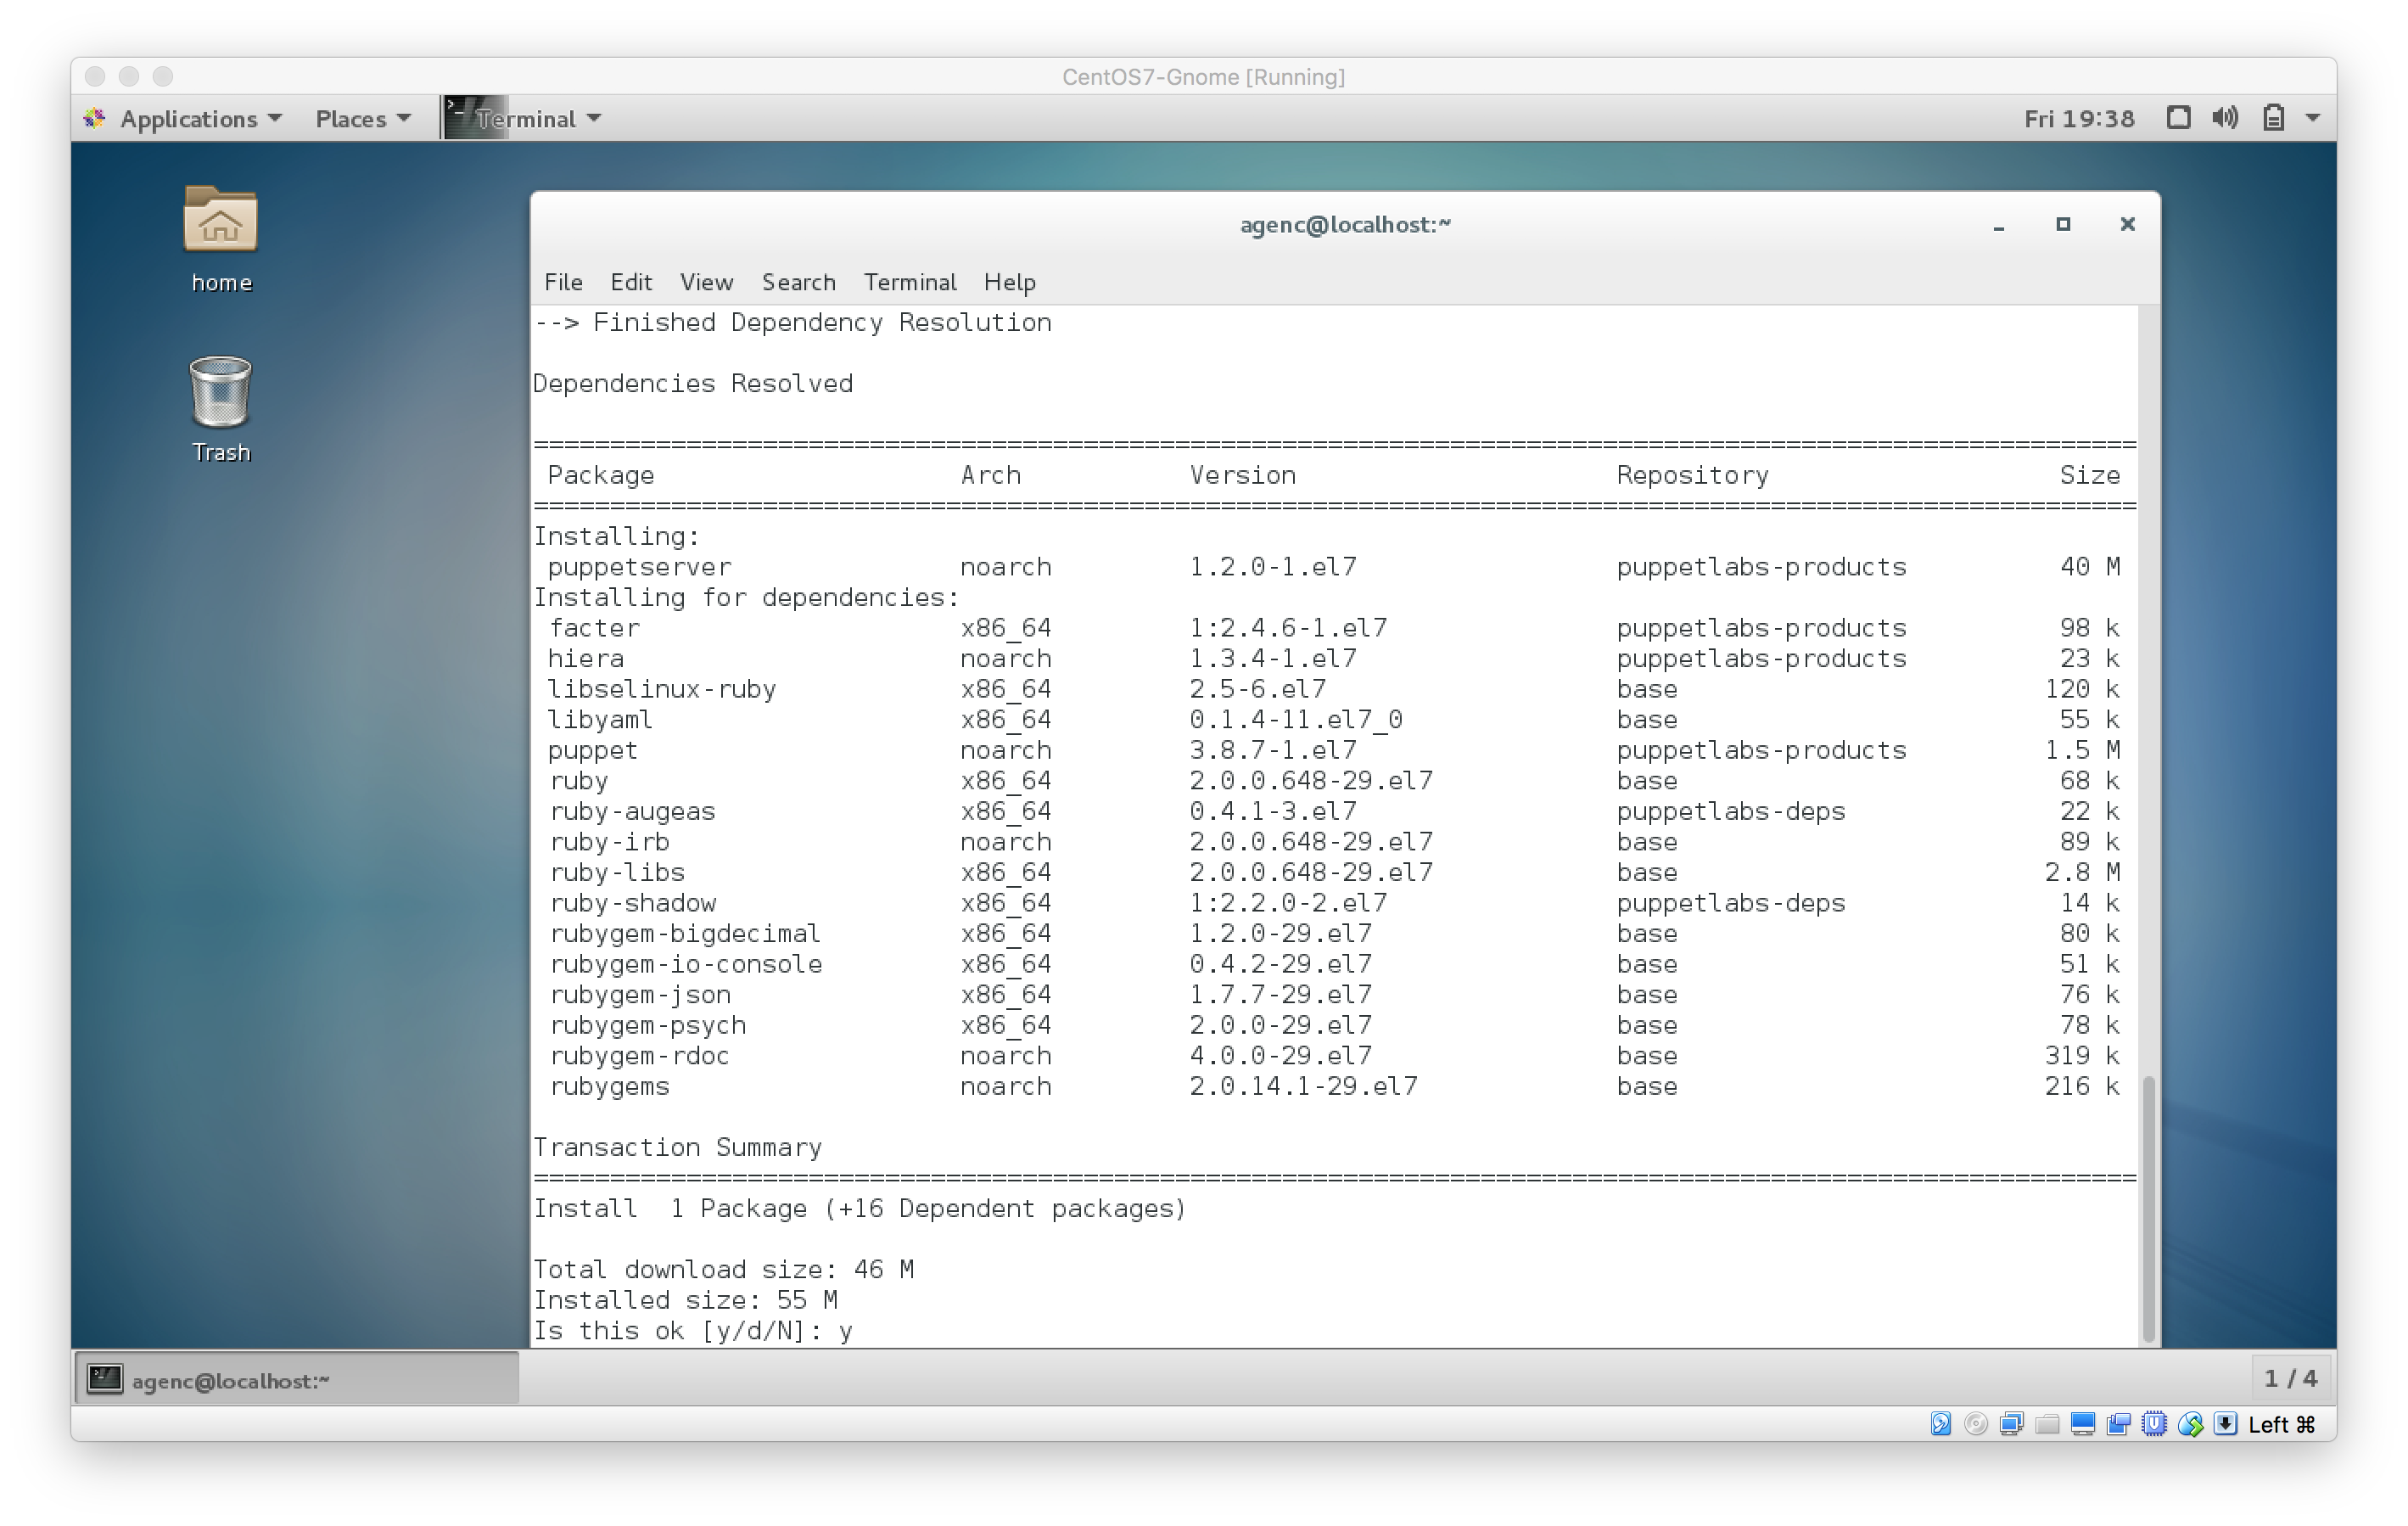 CentOS7-Gnome [Running]
Applications Places Terminal Fri 19:38
home
Trash
agenc@localhost:~
File Edit View Search Terminal Help
--> Finished Dependency Resolution
Dependencies Resolved
================================================================================
Package Arch Version Repository Size
================================================================================
Installing:
puppetserver noarch 1.2.0-1.el7 puppetlabs-products 40 M
Installing for dependencies:
facter x86_64 1:2.4.6-1.el7 puppetlabs-products 98 k
hiera noarch 1.3.4-1.el7 puppetlabs-products 23 k
libselinux-ruby x86_64 2.5-6.el7 base 120 k
libyaml x86_64 0.1.4-11.el7_0 base 55 k
puppet noarch 3.8.7-1.el7 puppetlabs-products 1.5 M
ruby x86_64 2.0.0.648-29.el7 base 68 k
ruby-augeas x86_64 0.4.1-3.el7 puppetlabs-deps 22 k
ruby-irb noarch 2.0.0.648-29.el7 base 89 k
ruby-libs x86_64 2.0.0.648-29.el7 base 2.8 M
ruby-shadow x86_64 1:2.2.0-2.el7 puppetlabs-deps 14 k
rubygem-bigdecimal x86_64 1.2.0-29.el7 base 80 k
rubygem-io-console x86_64 0.4.2-29.el7 base 51 k
rubygem-json x86_64 1.7.7-29.el7 base 76 k
rubygem-psych x86_64 2.0.0-29.el7 base 78 k
rubygem-rdoc noarch 4.0.0-29.el7 base 319 k
rubygems noarch 2.0.14.1-29.el7 base 216 k
Transaction Summary
================================================================================
Install 1 Package (+16 Dependent packages)
Total download size: 46 M
Installed size: 55 M
Is this ok [y/d/N]: y
agenc@localhost:~ 1 / 4
Left ⌘